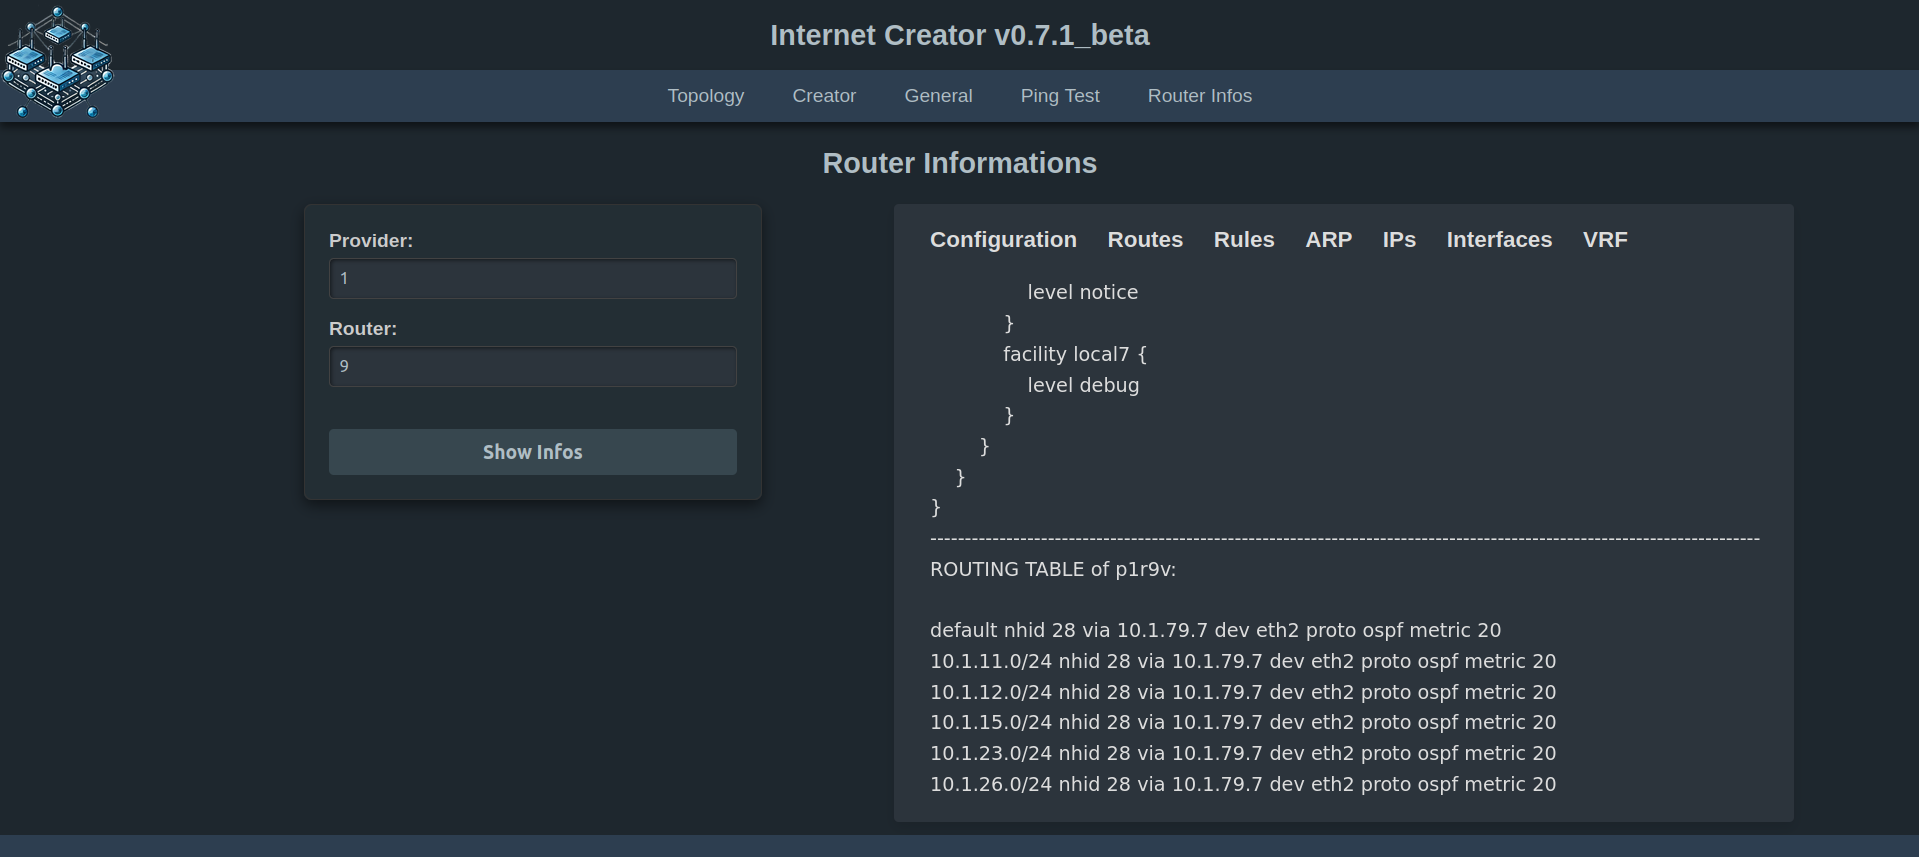 Internet Creator v0.7.1_beta
Topology Creator General Ping Test Router Infos
Router Informations
Provider:
1
Router:
9
Show Infos
Configuration Routes Rules ARP IPs Interfaces VRF
level notice
}
facility local7 {
level debug
}
}
}
}
------------------------------------------------------------------------------------------------------------------------
ROUTING TABLE of p1r9v:
default nhid 28 via 10.1.79.7 dev eth2 proto ospf metric 20
10.1.11.0/24 nhid 28 via 10.1.79.7 dev eth2 proto ospf metric 20
10.1.12.0/24 nhid 28 via 10.1.79.7 dev eth2 proto ospf metric 20
10.1.15.0/24 nhid 28 via 10.1.79.7 dev eth2 proto ospf metric 20
10.1.23.0/24 nhid 28 via 10.1.79.7 dev eth2 proto ospf metric 20
10.1.26.0/24 nhid 28 via 10.1.79.7 dev eth2 proto ospf metric 20